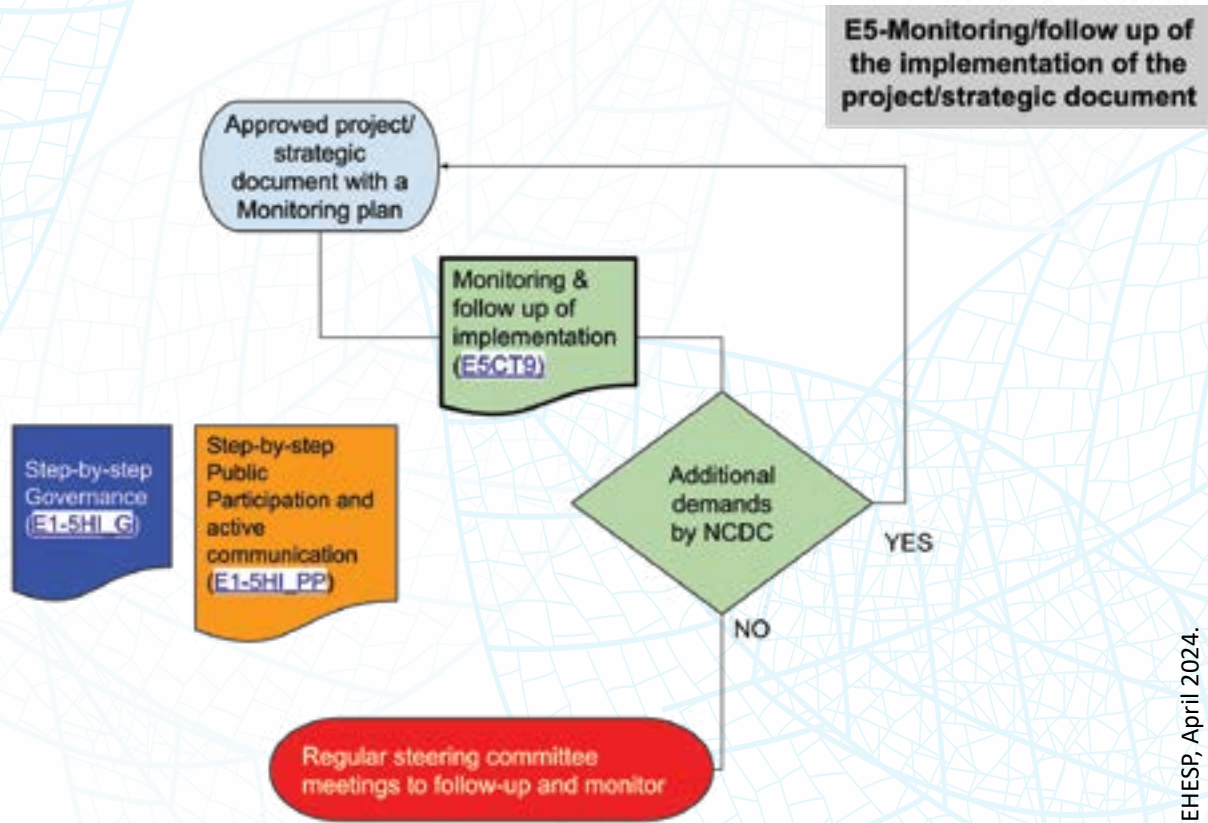 E5-Monitoring/follow up of
the implementation of the
project/strategic document
Approved project/
strategic
document with a
Monitoring plan
Monitoring &
follow up of
implementation
(E5CT9)
Step-by-step
Governance
(E1-5HI_G)
Step-by-step
Public
Participation and
active
communication
(E1-5HI_PP)
Additional
demands
by NCDC
YES
NO
Regular steering committee
meetings to follow-up and monitor
EHESP, April 2024.